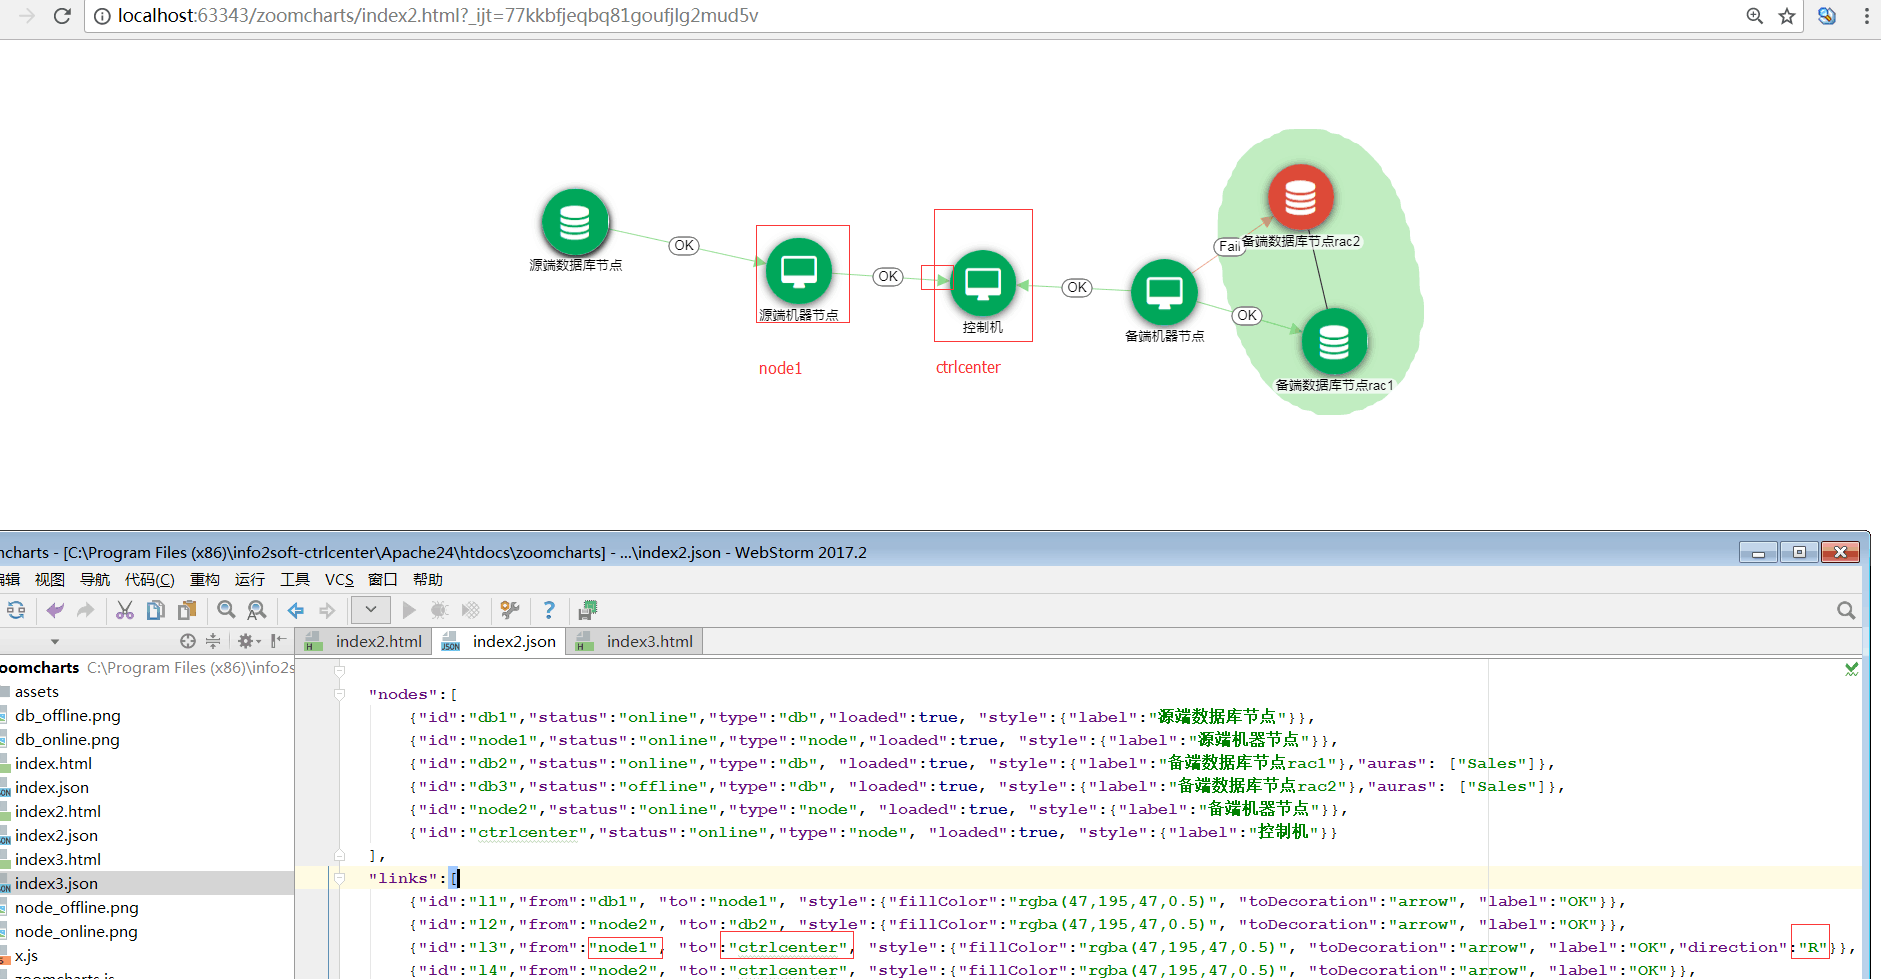 localhost:63343/zoomcharts/index2.html?_ijt=77kkbfjeqbq81goufjlg2mud5v
源端数据库节点
OK
源端机器节点
OK
控制机
OK
备端机器节点
Fail
备端数据库节点rac2
OK
备端数据库节点rac1
node1
ctrlcenter
mcharts - [C:\Program Files (x86)\info2soft-ctrlcenter\Apache24\htdocs\zoomcharts] - ...\index2.json - WebStorm 2017.2
编辑 视图 导航 代码(C) 重构 运行 工具 VCS 窗口 帮助
index2.html index2.json index3.html
oomcharts C:\Program Files (x86)\info2s
assets
db_offline.png
db_online.png
index.html
index.json
index2.html
index2.json
index3.html
index3.json
node_offline.png
node_online.png
x.js
zoomcharts.js
"nodes":[
{"id":"db1","status":"online","type":"db","loaded":true, "style":{"label":"源端数据库节点"}},
{"id":"node1","status":"online","type":"node","loaded":true, "style":{"label":"源端机器节点"}},
{"id":"db2","status":"online","type":"db", "loaded":true, "style":{"label":"备端数据库节点rac1"},"auras": ["Sales"]},
{"id":"db3","status":"offline","type":"db", "loaded":true, "style":{"label":"备端数据库节点rac2"},"auras": ["Sales"]},
{"id":"node2","status":"online","type":"node", "loaded":true, "style":{"label":"备端机器节点"}},
{"id":"ctrlcenter","status":"online","type":"node", "loaded":true, "style":{"label":"控制机"}}
],
"links":[
{"id":"l1","from":"db1", "to":"node1", "style":{"fillColor":"rgba(47,195,47,0.5)", "toDecoration":"arrow", "label":"OK"}},
{"id":"l2","from":"node2", "to":"db2", "style":{"fillColor":"rgba(47,195,47,0.5)", "toDecoration":"arrow", "label":"OK"}},
{"id":"l3","from":"node1", "to":"ctrlcenter", "style":{"fillColor":"rgba(47,195,47,0.5)", "toDecoration":"arrow", "label":"OK","direction":"R"}},
{"id":"l4","from":"node2", "to":"ctrlcenter", "style":{"fillColor":"rgba(47,195,47,0.5)", "toDecoration":"arrow", "label":"OK"}},